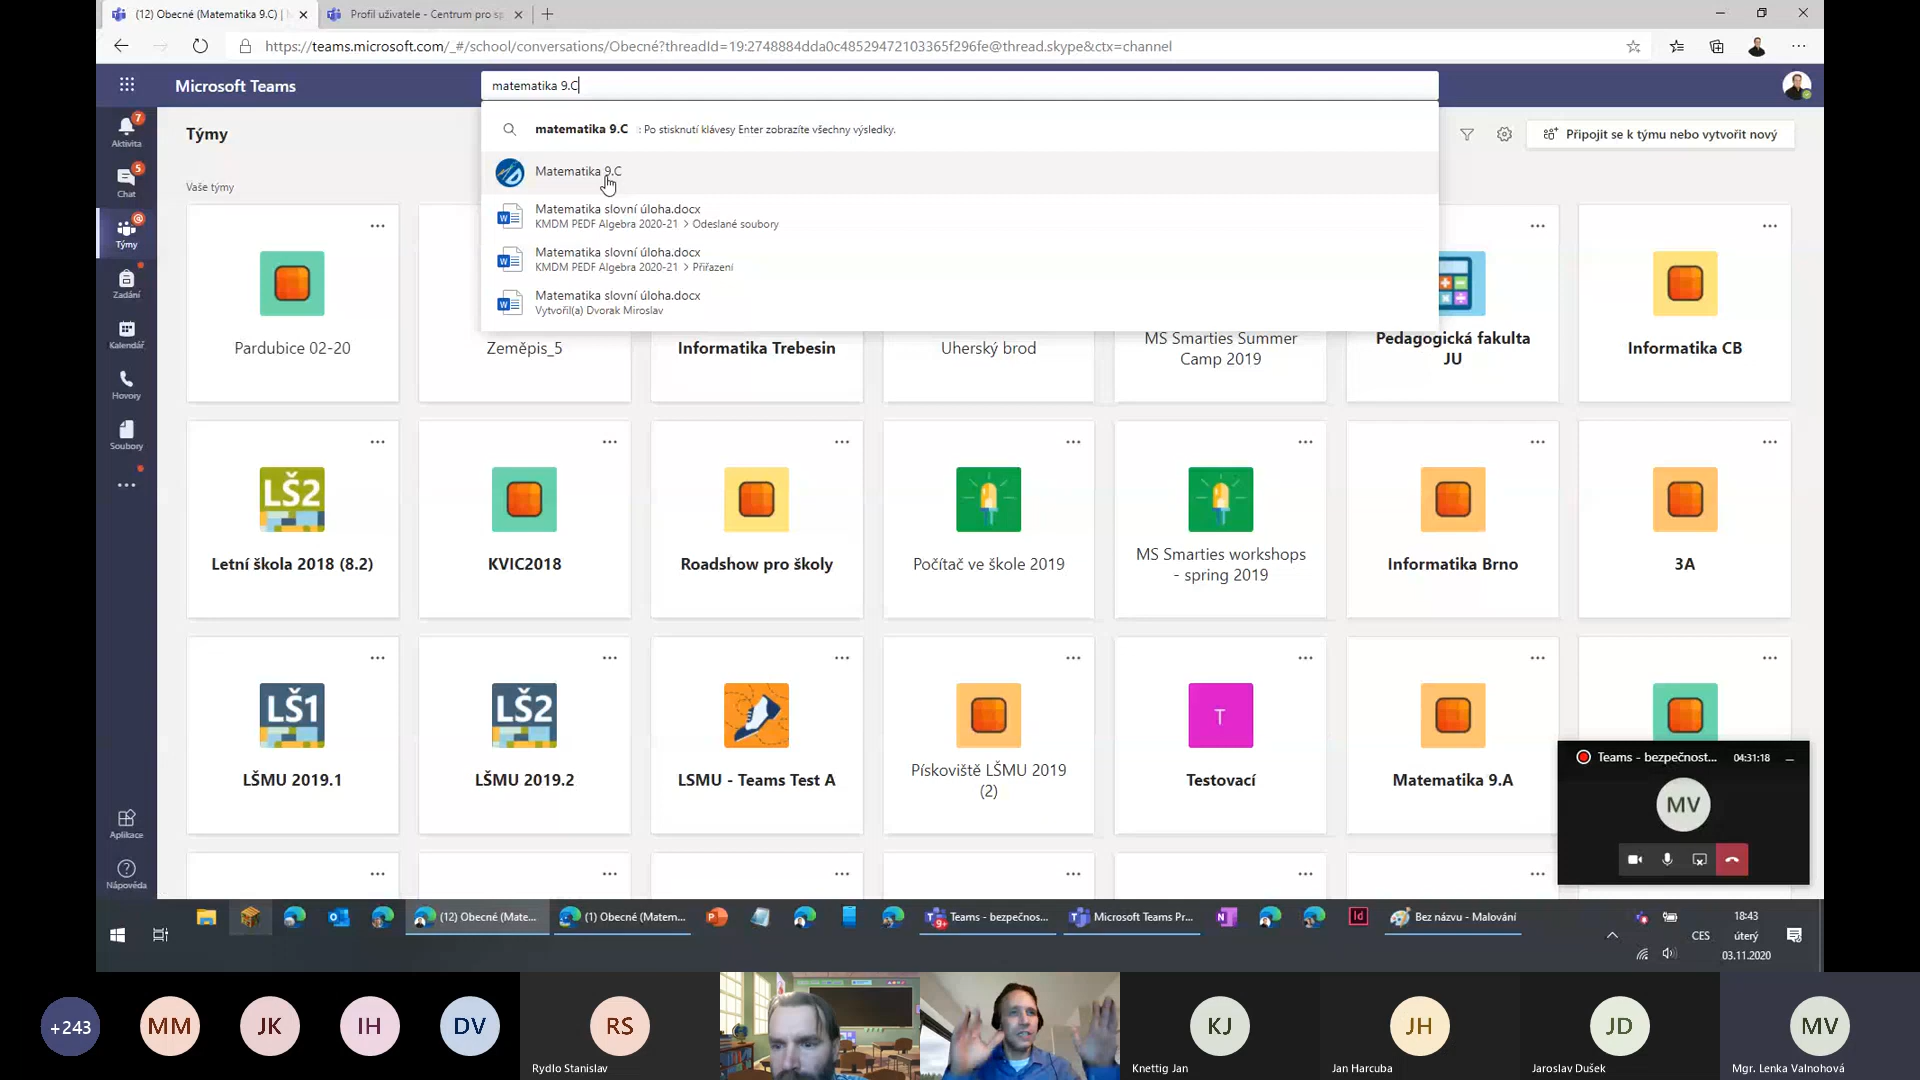 (12) Obecné (Matematika 9.C) |
Profil uživatele - Centrum pro sp
https://teams.microsoft.com/_#/school/conversations/Obecné?threadId=19:2748884dda0c48529472103365f296fe@thread.skype&ctx=channel
Microsoft Teams
matematika 9.C
matematika 9.C : Po stisknutí klávesy Enter zobrazíte všechny výsledky.
Matematika 9.C
Matematika slovní úloha.docx
KMDM PEDF Algebra 2020-21 > Odeslané soubory
Matematika slovní úloha.docx
KMDM PEDF Algebra 2020-21 > Přiřazení
Matematika slovní úloha.docx
Vytvořil(a) Dvorak Miroslav
7
Aktivita
5
Chat
Týmy
Zadání
Kalendář
Hovory
Soubory
Aplikace
Nápověda
Týmy
Připojit se k týmu nebo vytvořit nový
Vaše týmy
Pardubice 02-20
Zeměpis_5
Informatika Trebesin
Uherský brod
MS Smarties Summer
Camp 2019
Pedagogická fakulta
JU
Informatika CB
LŠ2
Letní škola 2018 (8.2)
KVIC2018
Roadshow pro školy
Počítač ve škole 2019
MS Smarties workshops
- spring 2019
Informatika Brno
3A
LŠ1
LŠMU 2019.1
LŠ2
LŠMU 2019.2
LSMU - Teams Test A
Pískoviště LŠMU 2019
(2)
T
Testovací
Matematika 9.A
Teams - bezpečnost... 04:31:18
MV
(12) Obecné (Mate...
(1) Obecné (Matem...
9+
Teams - bezpečnos...
Microsoft Teams Pr...
Id
Bez názvu - Malování
CES
18:43
úterý
03.11.2020
+243
MM
JK
IH
DV
RS
Rydlo Stanislav
KJ
Knettig Jan
JH
Jan Harcuba
JD
Jaroslav Dušek
MV
Mgr. Lenka Valnohová